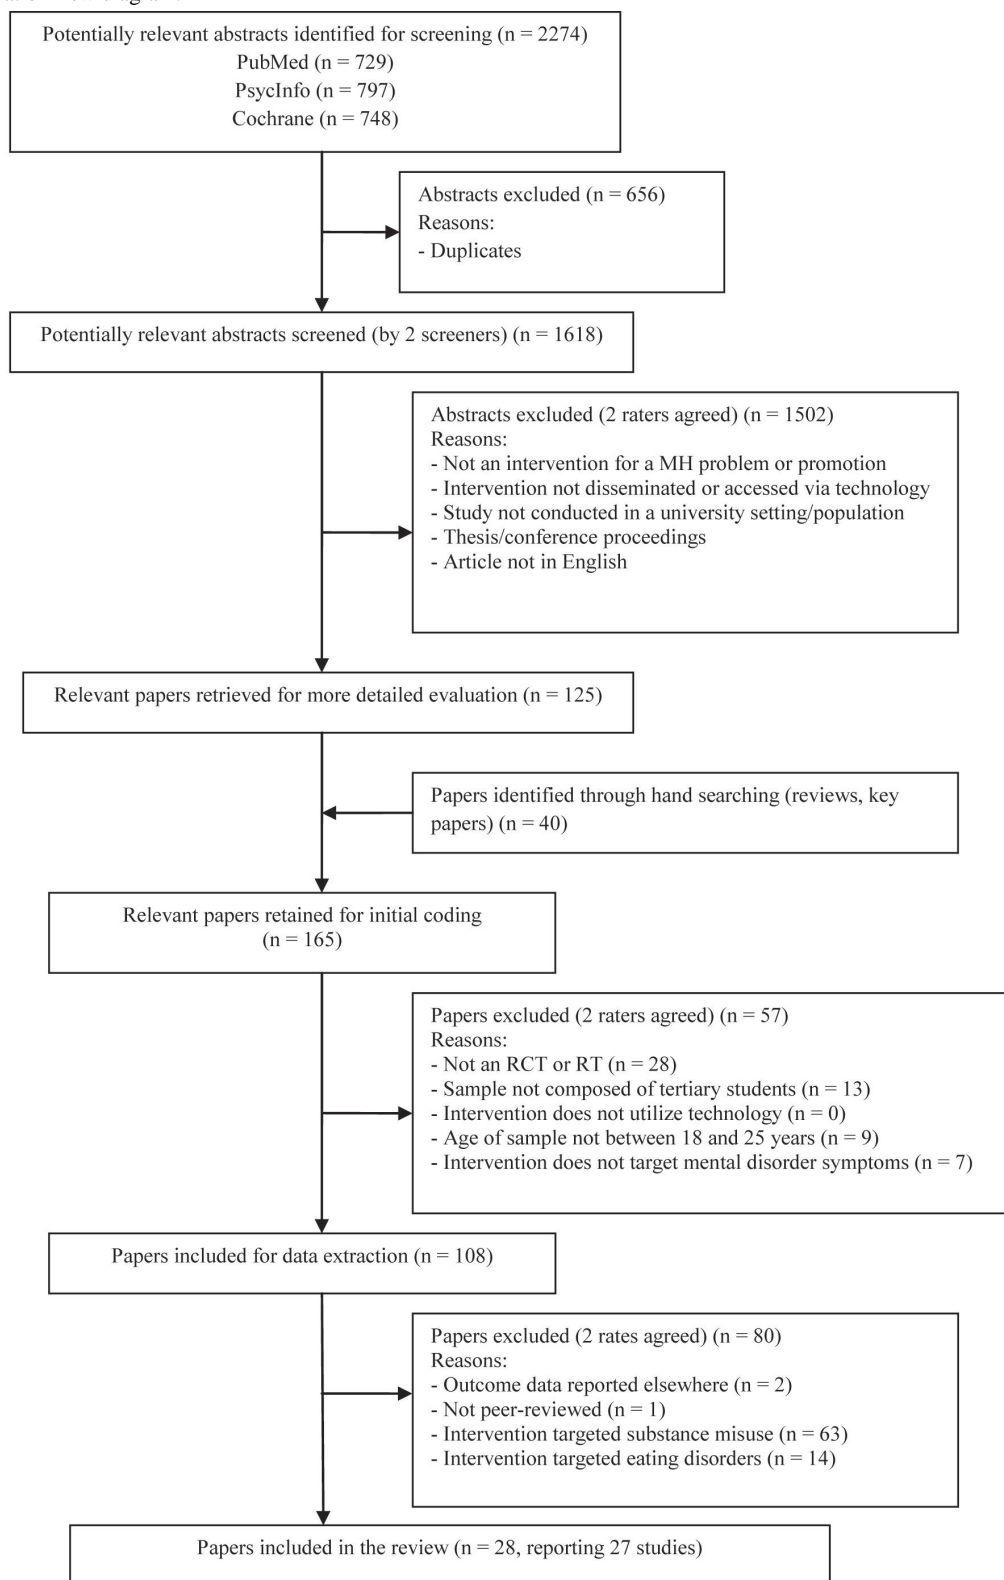 Potentially relevant abstracts identified for screening (n = 2274)
PubMed (n = 729)
PsycInfo (n = 797)
Cochrane (n = 748)
Abstracts excluded (n = 656)
Reasons:
- Duplicates
Potentially relevant abstracts screened (by 2 screeners) (n = 1618)
Abstracts excluded (2 raters agreed) (n = 1502)
Reasons:
- Not an intervention for a MH problem or promotion
- Intervention not disseminated or accessed via technology
- Study not conducted in a university setting/population
- Thesis/conference proceedings
- Article not in English
Relevant papers retrieved for more detailed evaluation (n = 125)
Papers identified through hand searching (reviews, key
papers) (n = 40)
Relevant papers retained for initial coding
(n = 165)
Papers excluded (2 raters agreed) (n = 57)
Reasons:
- Not an RCT or RT (n = 28)
- Sample not composed of tertiary students (n = 13)
- Intervention does not utilize technology (n = 0)
- Age of sample not between 18 and 25 years (n = 9)
- Intervention does not target mental disorder symptoms (n = 7)
Papers included for data extraction (n = 108)
Papers excluded (2 rates agreed) (n = 80)
Reasons:
- Outcome data reported elsewhere (n = 2)
- Not peer-reviewed (n = 1)
- Intervention targeted substance misuse (n = 63)
- Intervention targeted eating disorders (n = 14)
Papers included in the review (n = 28, reporting 27 studies)